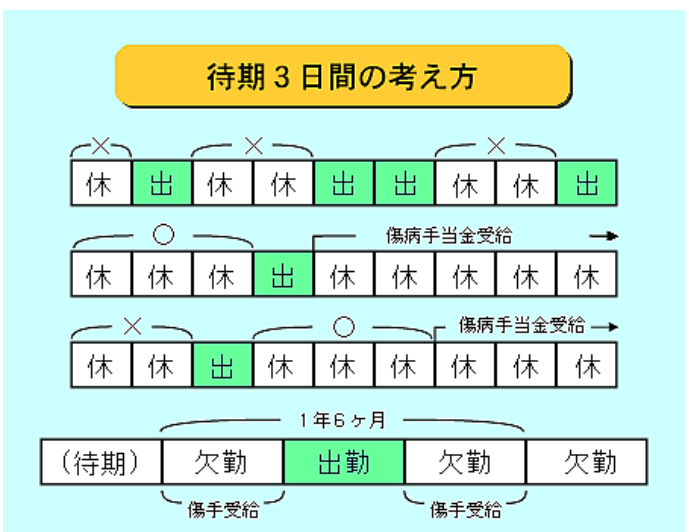 待期３日間の考え方
× × ×
休 出 休 休 出 出 休 休 出
○ 傷病手当金受給
休 休 休 出 休 休 休 休 休
× ○ 傷病手当金受給
休 休 出 休 休 休 休 休 休
1年6ヶ月
(待期) 欠勤 出勤 欠勤 欠勤
傷手受給 傷手受給